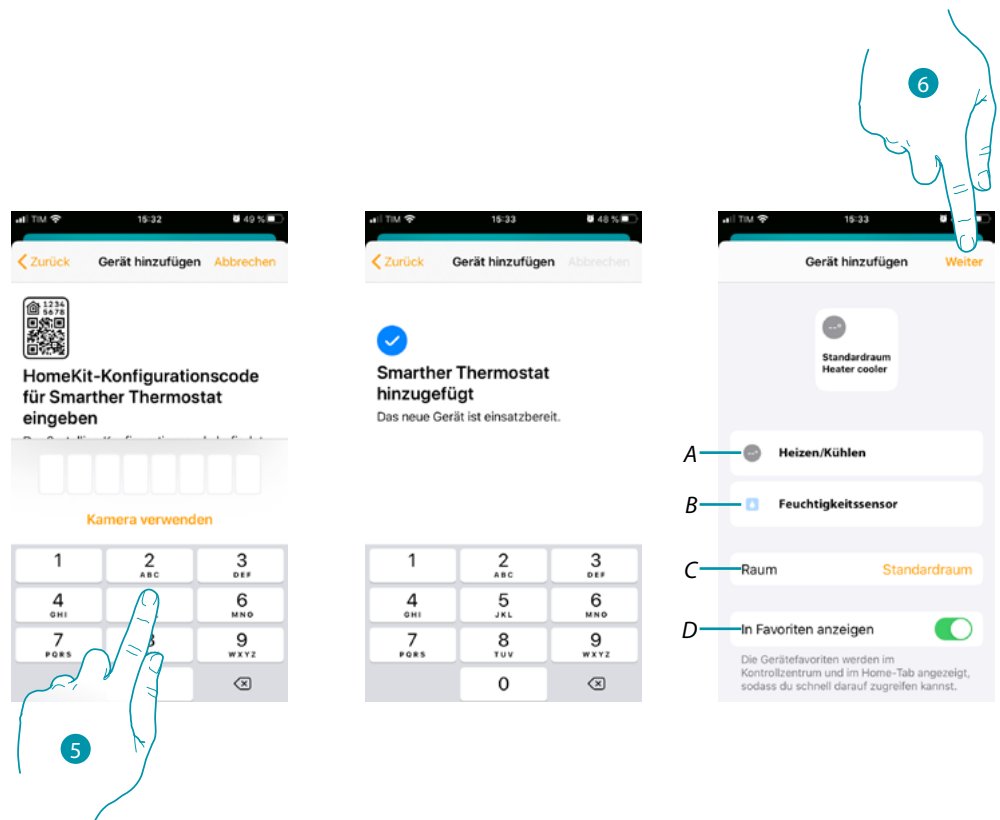 6
TIM 15:32 49 %
Zurück Gerät hinzufügen Abbrechen
1234
5678
HomeKit-Konfigurationscode
für Smarther Thermostat
eingeben
Kamera verwenden
1 2 3
ABC DEF
4 6
GHI MNO
7 8 9
PQRS WXYZ
5
TIM 15:33 48 %
Zurück Gerät hinzufügen Abbrechen
Smarther Thermostat
hinzugefügt
Das neue Gerät ist einsatzbereit.
1 2 3
ABC DEF
4 5 6
GHI JKL MNO
7 8 9
PQRS TUV WXYZ
0
TIM 15:33
Gerät hinzufügen Weiter
Standardraum
Heater cooler
A Heizen/Kühlen
B Feuchtigkeitssensor
C Raum Standardraum
D In Favoriten anzeigen
Die Gerätefavoriten werden im
Kontrollzentrum und im Home-Tab angezeigt,
sodass du schnell darauf zugreifen kannst.